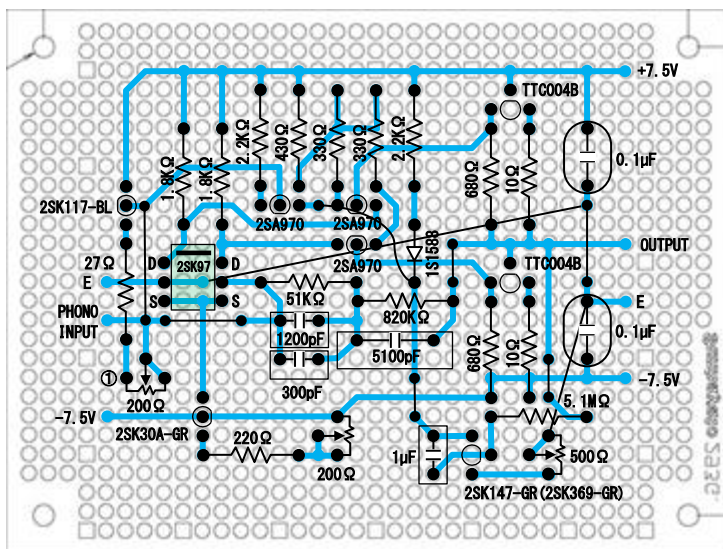 +7.5V
TTC004B
2.2KΩ
430Ω
330Ω
330Ω
2.2KΩ
0.1μF
1.8KΩ
1.8KΩ
680Ω
10Ω
2SK117-BL
2SA970
2SA970
2SA970
1S1588
OUTPUT
D
2SK97
D
TTC004B
27Ω
E
S
S
51KΩ
E
PHONO
INPUT
820KΩ
0.1μF
1200pF
5100pF
680Ω
10Ω
300pF
①
200Ω
-7.5V
5.1MΩ
-7.5V
2SK30A-GR
220Ω
200Ω
1μF
500Ω
2SK147-GR(2SK369-GR)